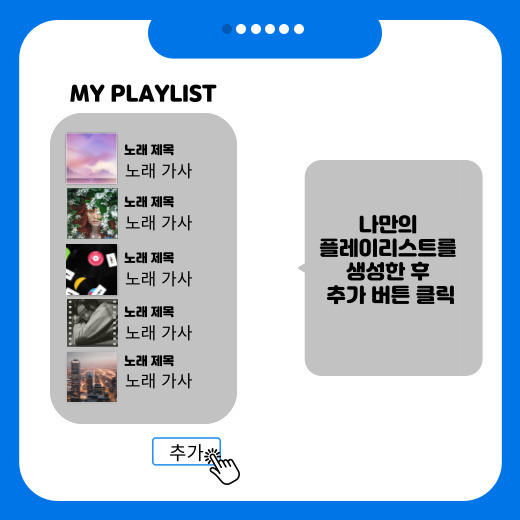 MY PLAYLIST
노래 제목
노래 가사
노래 제목
노래 가사
노래 제목
노래 가사
노래 제목
노래 가사
노래 제목
노래 가사
추가
나만의
플레이리스트를
생성한 후
추가 버튼 클릭